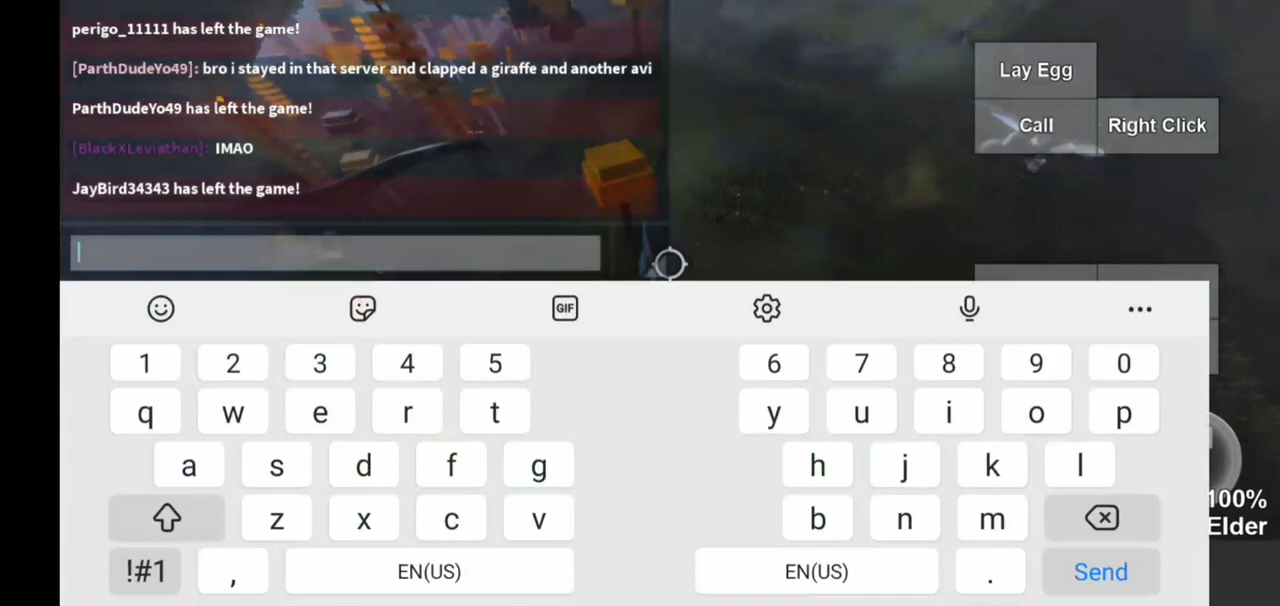 perigo_11111 has left the game!
[ParthDudeYo49]: bro i stayed in that server and clapped a giraffe and another avi
ParthDudeYo49 has left the game!
[BlackXLeviathan]: lMAO
JayBird34343 has left the game!
Lay Egg
Call Right Click
GIF
1 2 3 4 5 6 7 8 9 0
q w e r t y u i o p
a s d f g h j k l
z x c v b n m
!#1 , EN(US) EN(US) . Send
100%
Elder